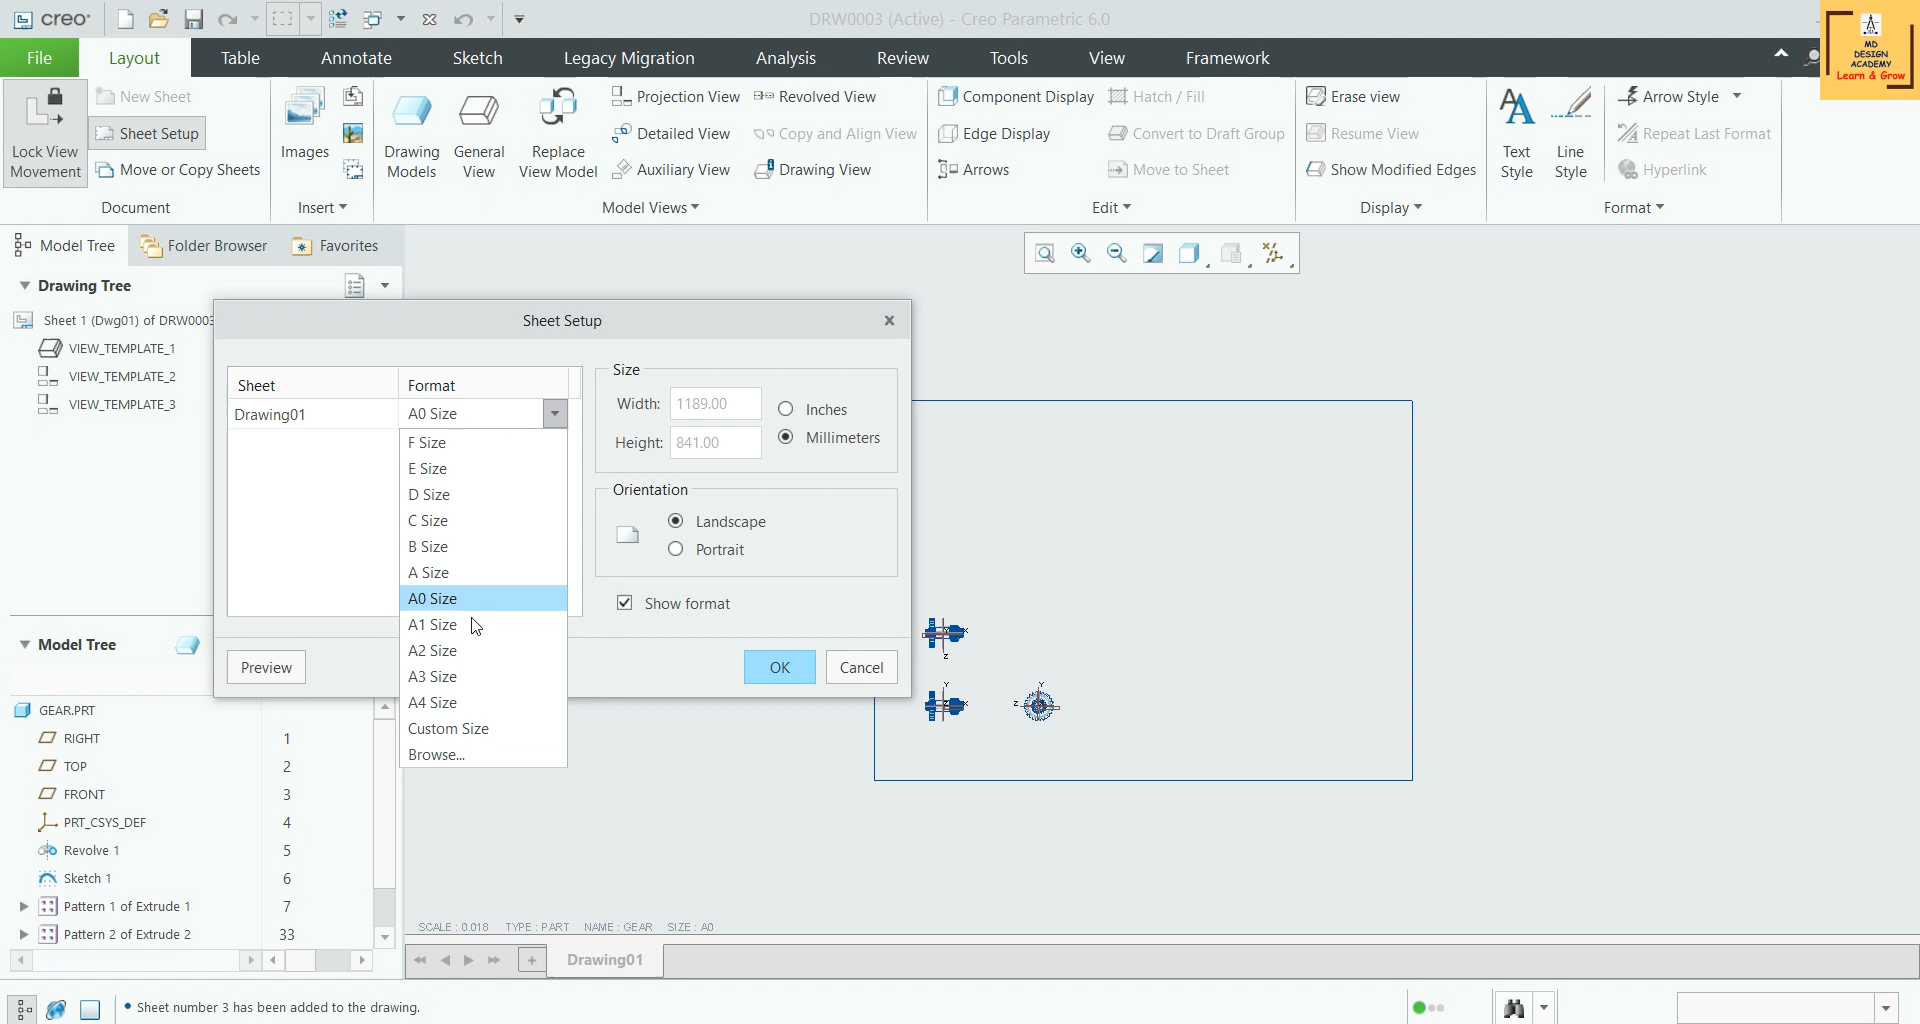 creo
DRW0003 (Active) - Creo Parametric 6.0
MD
DESIGN
ACADEMY
Learn & Grow
File
Layout
Table
Annotate
Sketch
Legacy Migration
Analysis
Review
Tools
View
Framework
Lock View
Movement
New Sheet
Sheet Setup
Move or Copy Sheets
Document
Images
Insert
Drawing
Models
General
View
Replace
View Model
Projection View
Detailed View
Auxiliary View
Revolved View
Copy and Align View
Drawing View
Model Views
Component Display
Edge Display
Arrows
Hatch / Fill
Convert to Draft Group
Move to Sheet
Edit
Erase view
Resume View
Show Modified Edges
Display
Text
Style
Line
Style
Arrow Style
Repeat Last Format
Hyperlink
Format
Model Tree
Folder Browser
Favorites
Drawing Tree
Sheet 1 (Dwg01) of DRW0003
VIEW_TEMPLATE_1
VIEW_TEMPLATE_2
VIEW_TEMPLATE_3
Sheet Setup
Sheet
Format
Drawing01
A0 Size
F Size
E Size
D Size
C Size
B Size
A Size
A0 Size
A1 Size
A2 Size
A3 Size
A4 Size
Custom Size
Browse...
Size
Width: 1189.00
Height: 841.00
Inches
Millimeters
Orientation
Landscape
Portrait
Show format
Preview
OK
Cancel
Model Tree
GEAR.PRT
RIGHT 1
TOP 2
FRONT 3
PRT_CSYS_DEF 4
Revolve 1 5
Sketch 1 6
Pattern 1 of Extrude 1 7
Pattern 2 of Extrude 2 33
X
Z
Y
X
Y
Z
SCALE : 0.018 TYPE : PART NAME : GEAR SIZE : A0
Drawing01
Sheet number 3 has been added to the drawing.